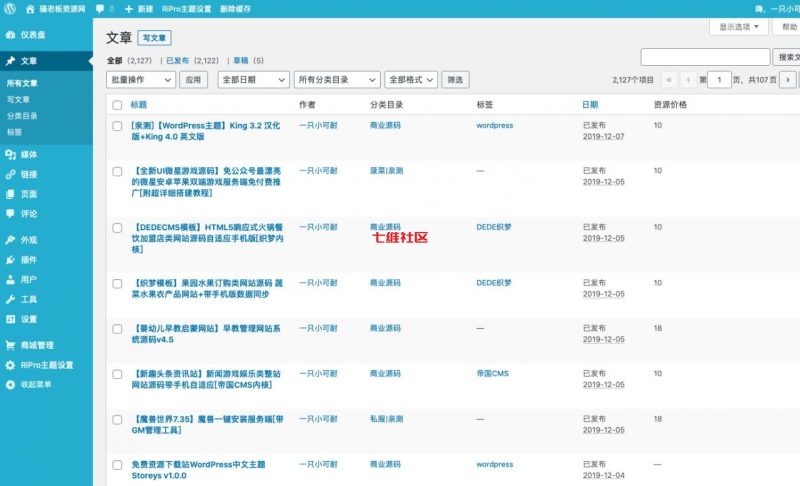 骚老板资源网 0 + 新建 RiPro主题设置 删除缓存 嗨，一只小可
仪表盘
文章
所有文章
写文章
分类目录
标签
媒体
链接
页面
评论
外观
插件
用户
工具
设置
商城管理
RiPro主题设置
收起菜单
显示选项 帮助
文章 写文章
全部 (2,127) | 已发布 (2,122) | 草稿 (5)
搜索文
批量操作 应用 全部日期 所有分类目录 全部格式 筛选 2,127个项目 « ‹ 第 1 页，共107页 ›
标题 作者 分类目录 标签 日期 资源价格
[亲测]【WordPress主题】King 3.2 汉化 一只小可耐 商业源码 wordpress 已发布 10
版+King 4.0 英文版 2019-12-07
【全新UI微星游戏源码】免公众号最漂亮 一只小可耐 菠菜|亲测 — 已发布 10
的微星安卓苹果双端游戏服务端免付费推 2019-12-05
广[附超详细搭建教程]
【DEDECMS模板】HTML5响应式火锅餐 一只小可耐 商业源码 DEDE织梦 已发布 10
饮加盟店类网站源码自适应手机版[织梦内 七维社区 2019-12-05
核]
【织梦模板】果园水果订购类网站源码 蔬 一只小可耐 商业源码 DEDE织梦 已发布 10
菜水果农产品网站+带手机版数据同步 2019-12-05
【婴幼儿早教启蒙网站】早教管理网站系 一只小可耐 商业源码 — 已发布 18
统源码v4.5 2019-12-05
【新趣头条资讯站】新闻游戏娱乐类整站 一只小可耐 商业源码 帝国CMS 已发布 10
网站源码带手机自适应[帝国CMS内核] 2019-12-05
【魔兽世界7.35】魔兽一键安装服务端[带 一只小可耐 私服|亲测 — 已发布 18
GM管理工具] 2019-12-05
免费资源下载站WordPress中文主题 一只小可耐 商业源码 wordpress 已发布 —
Storeys v1.0.0 2019-12-04